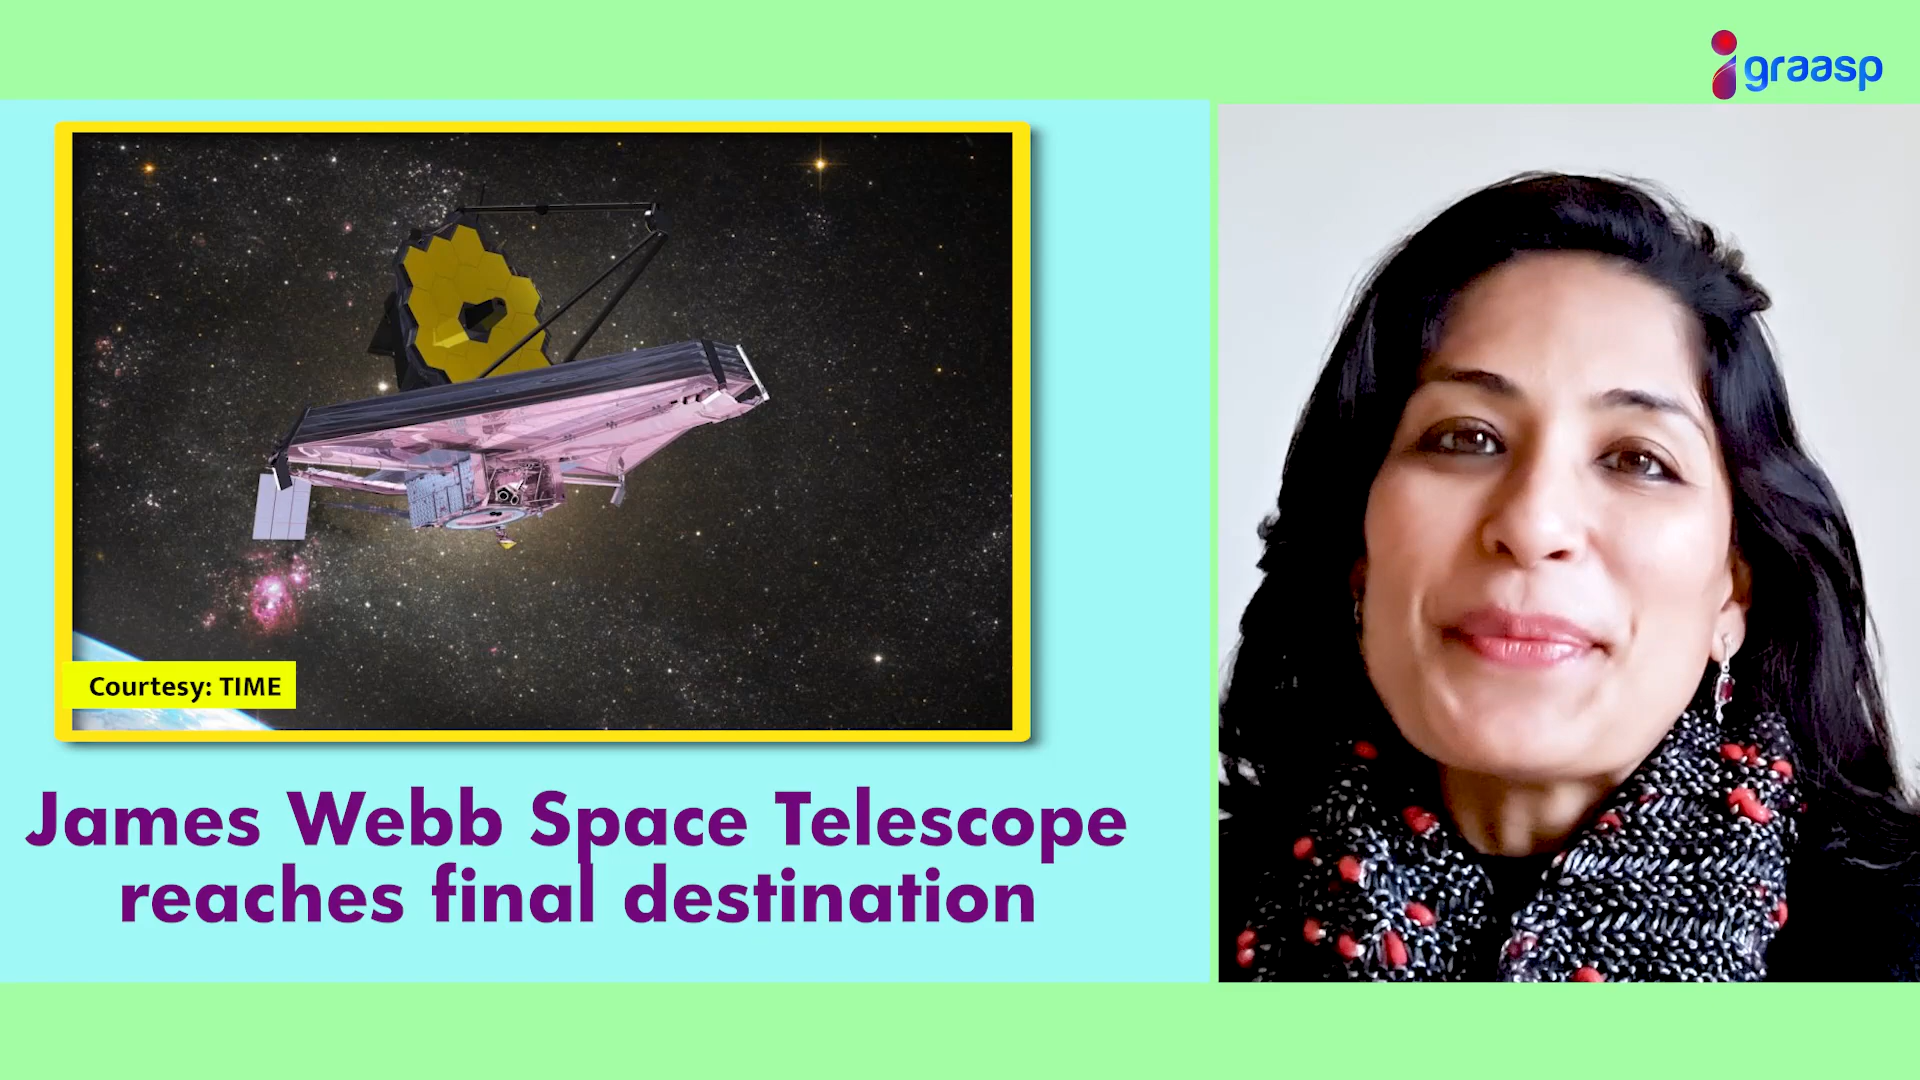 graasp
Courtesy: TIME
James Webb Space Telescope
reaches final destination